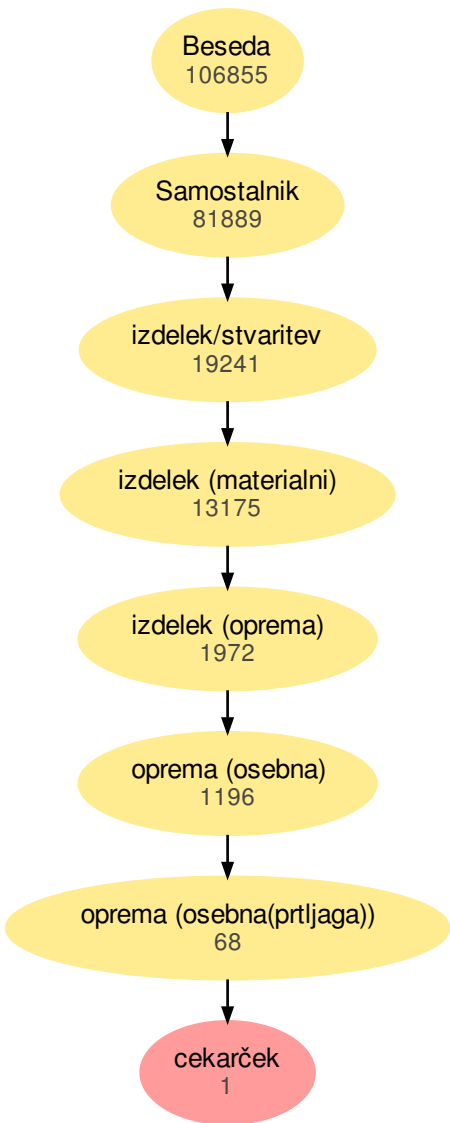 Beseda
106855
Samostalnik
81889
izdelek/stvaritev
19241
izdelek (materialni)
13175
izdelek (oprema)
1972
oprema (osebna)
1196
oprema (osebna(prtljaga))
68
cekarček
1